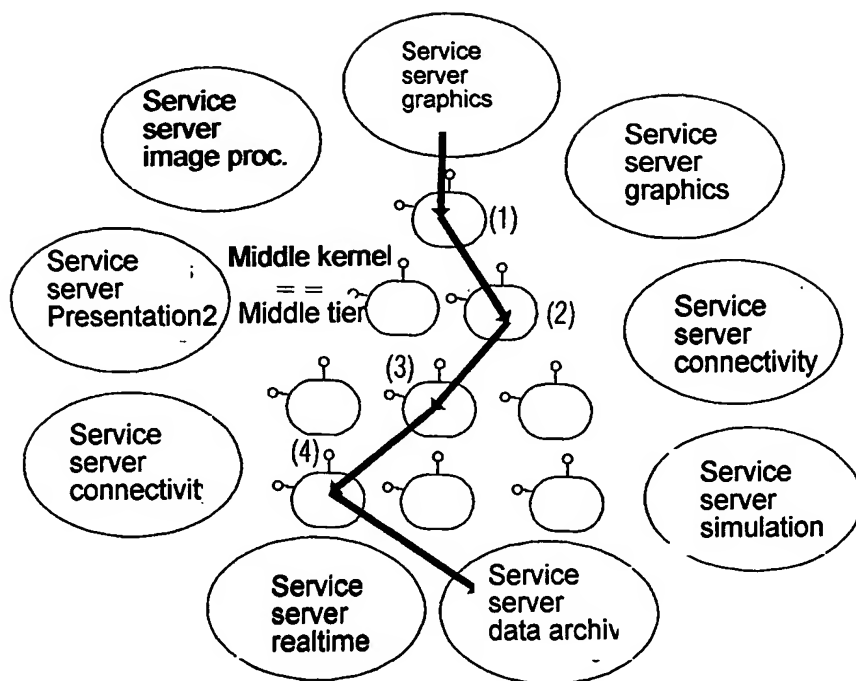 Service
server
graphics
Service
server
image proc.
Service
server
graphics
(1)
Service
server
Presentation2
Middle kernel
==
Middle tier
(2)
Service
server
connectivity
(3)
Service
server
connectivit
(4)
Service
server
simulation
Service
server
realtime
Service
server
data archiv